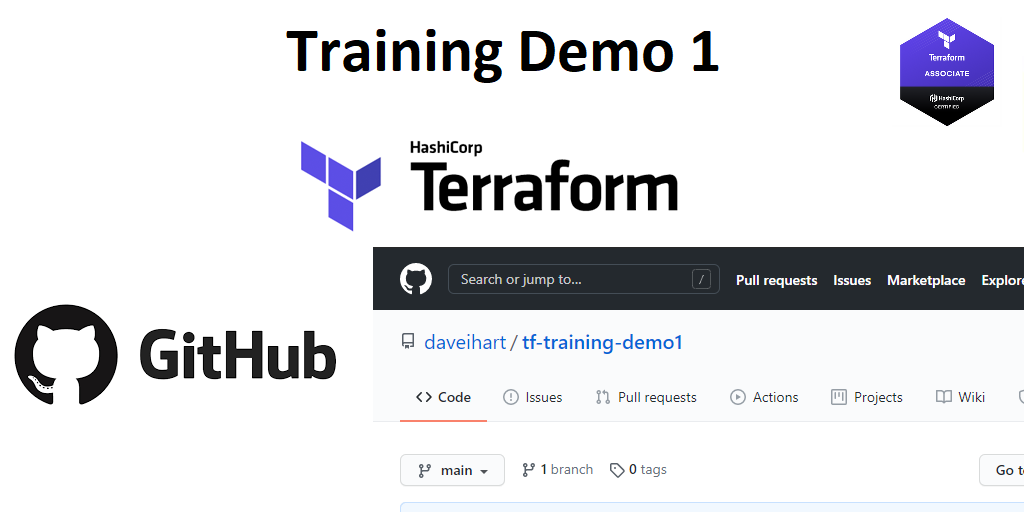 Training Demo 1
Terraform
ASSOCIATE
HashiCorp
CERTIFIED
HashiCorp
Terraform
GitHub
Search or jump to... / Pull requests Issues Marketplace Explore
daveihart / tf-training-demo1
Code Issues Pull requests Actions Projects Wiki
main 1 branch 0 tags Go to